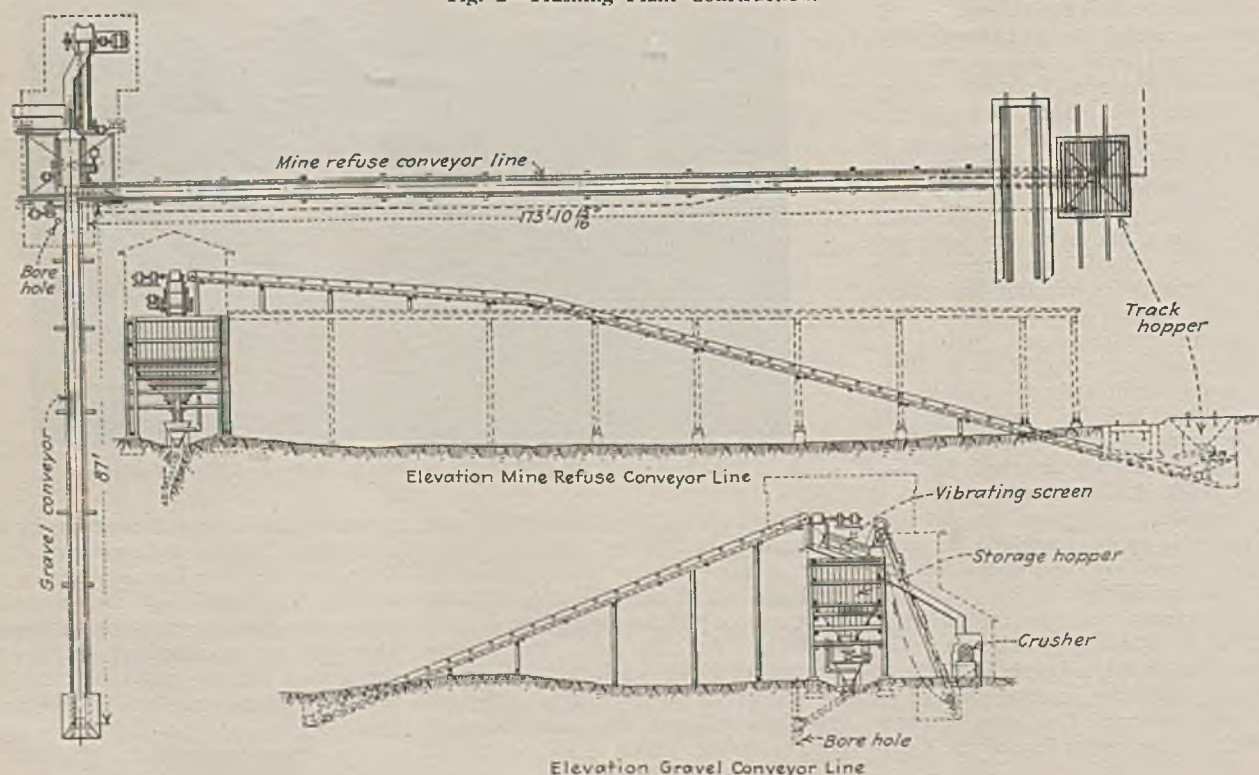 Mine refuse conveyor line
173'-10 15/16"
Bore
hole
Track
hopper
Gravel conveyor
87'
Elevation Mine Refuse Conveyor Line
Vibrating screen
Storage hopper
Crusher
Bore hole
Elevation Gravel Conveyor Line